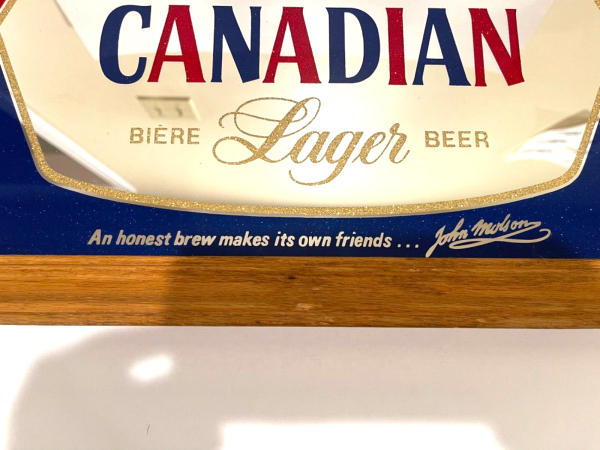 CANADIAN
BIÈRE Lager BEER
An honest brew makes its own friends ... John Molson